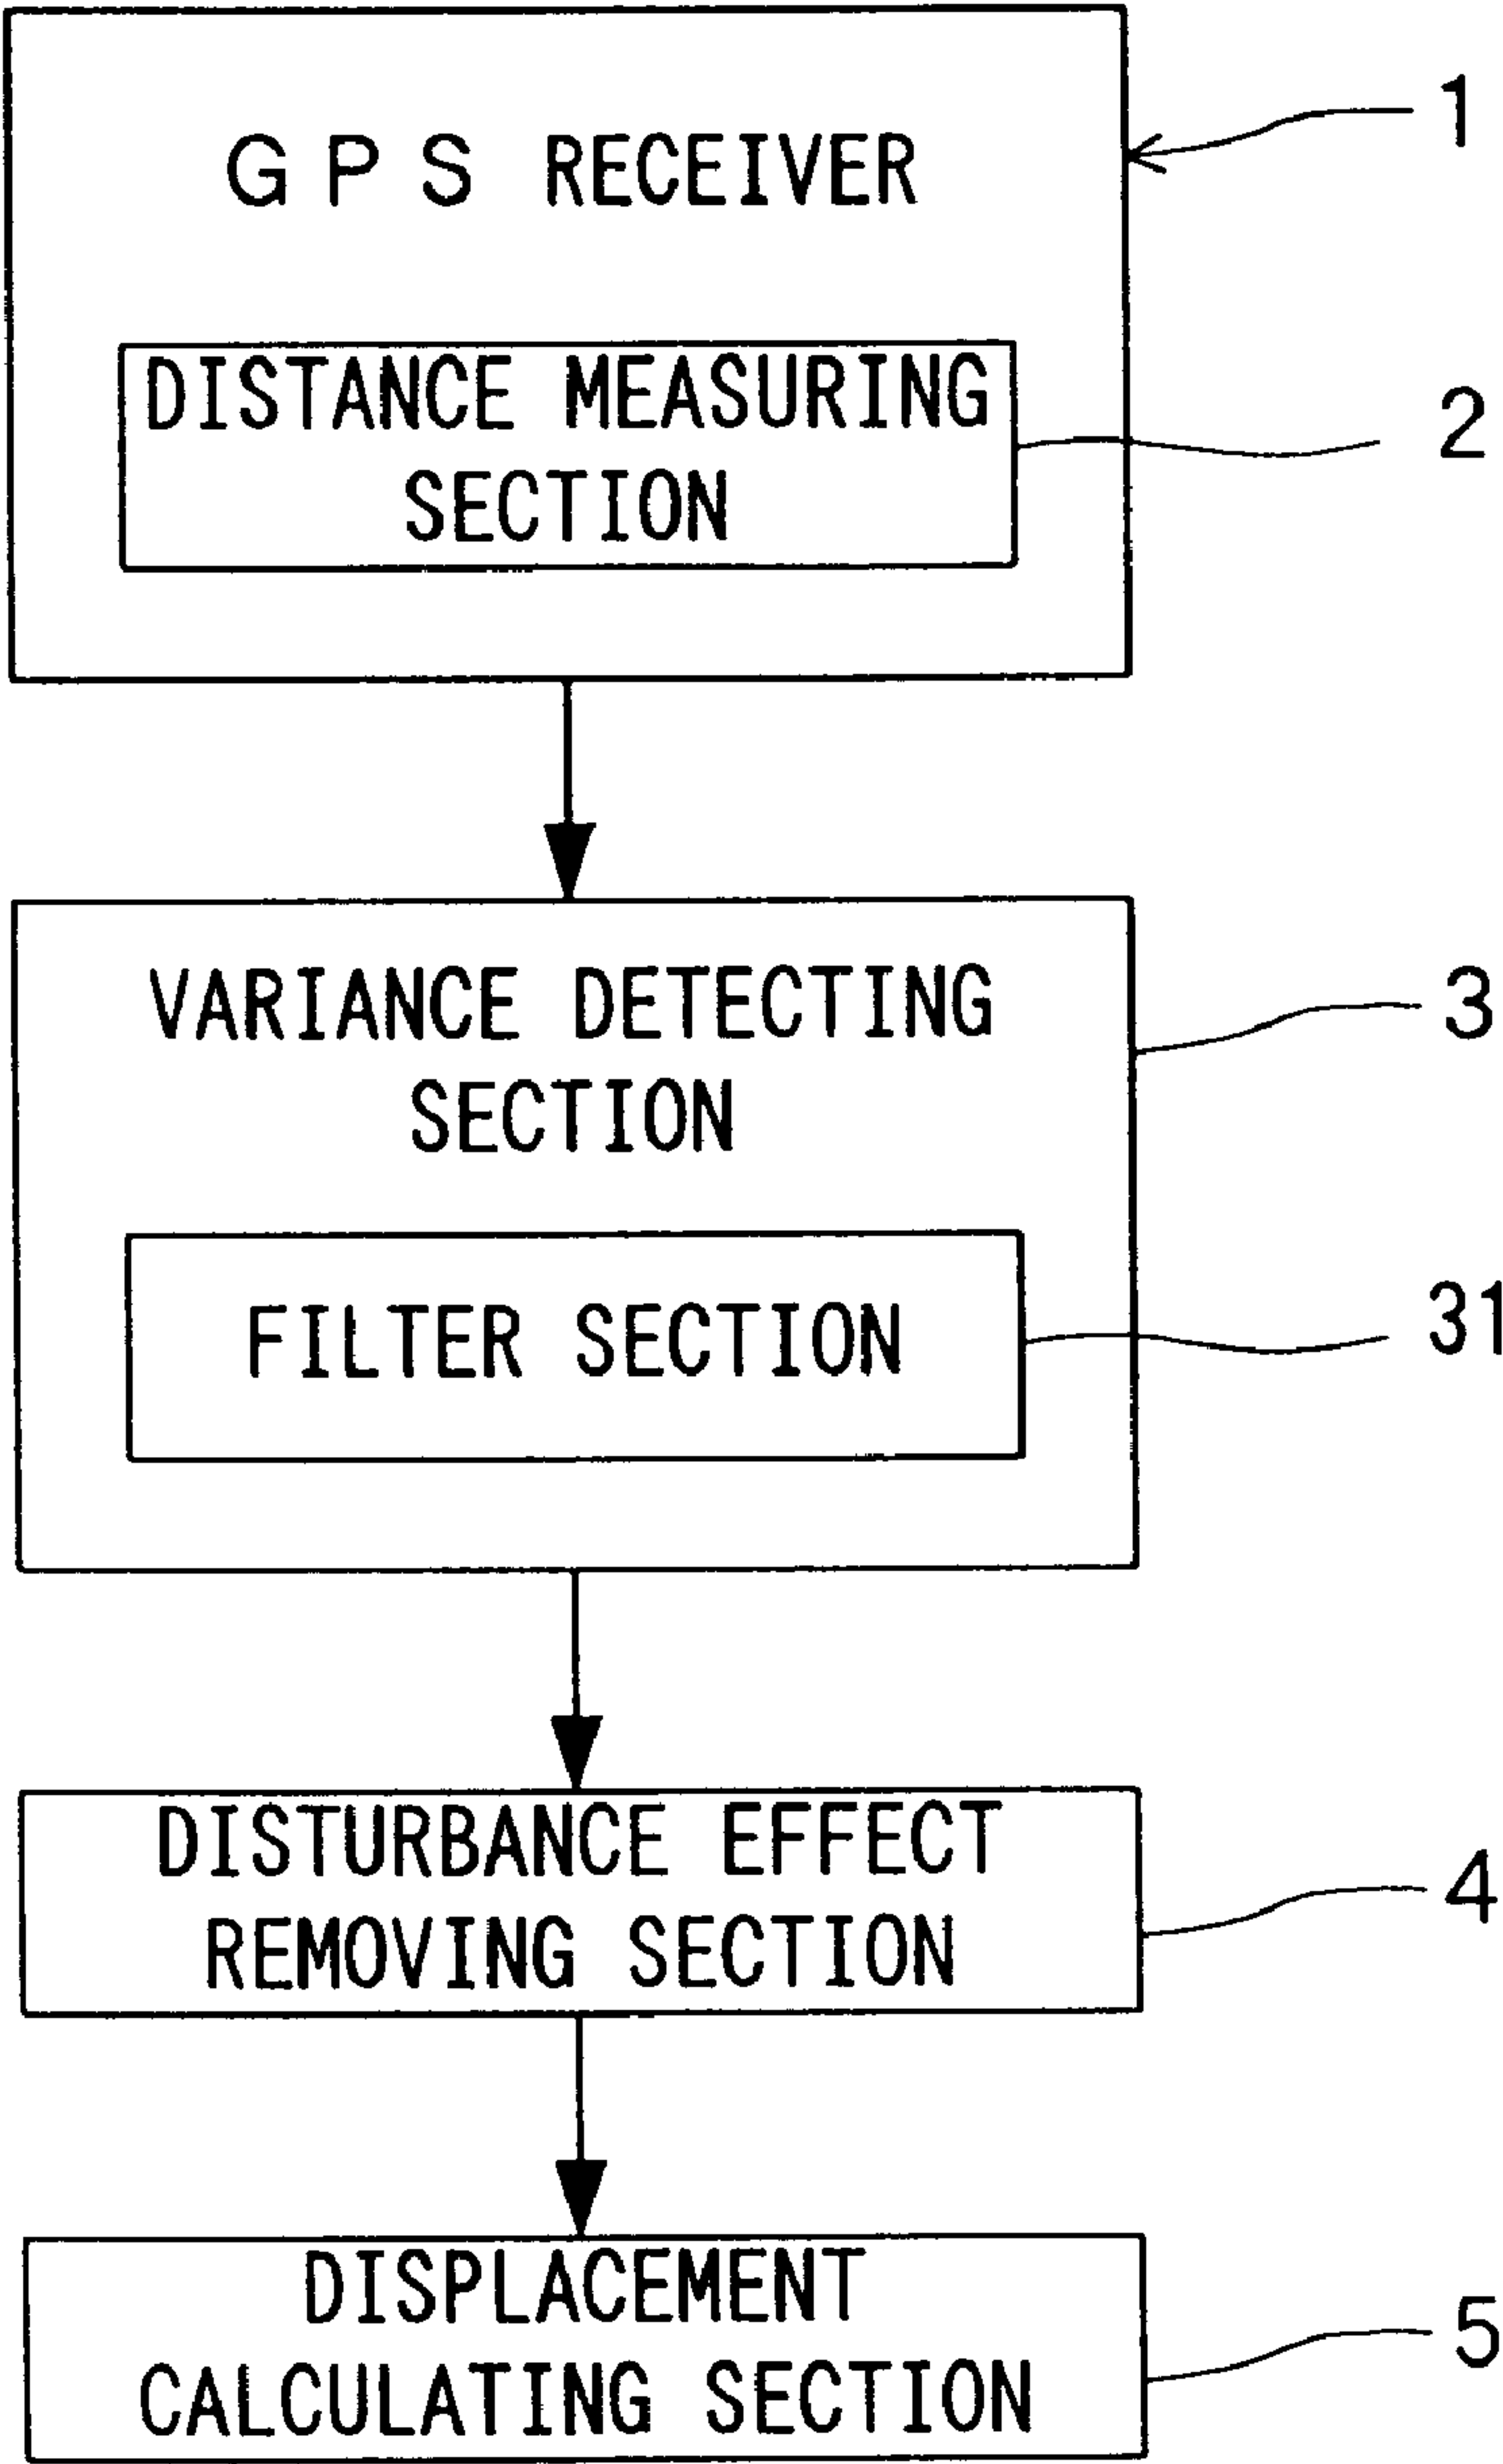 GPS RECEIVER
1
DISTANCE MEASURING
SECTION
2
VARIANCE DETECTING
SECTION
3
FILTER SECTION
31
DISTURBANCE EFFECT
REMOVING SECTION
4
DISPLACEMENT
CALCULATING SECTION
5